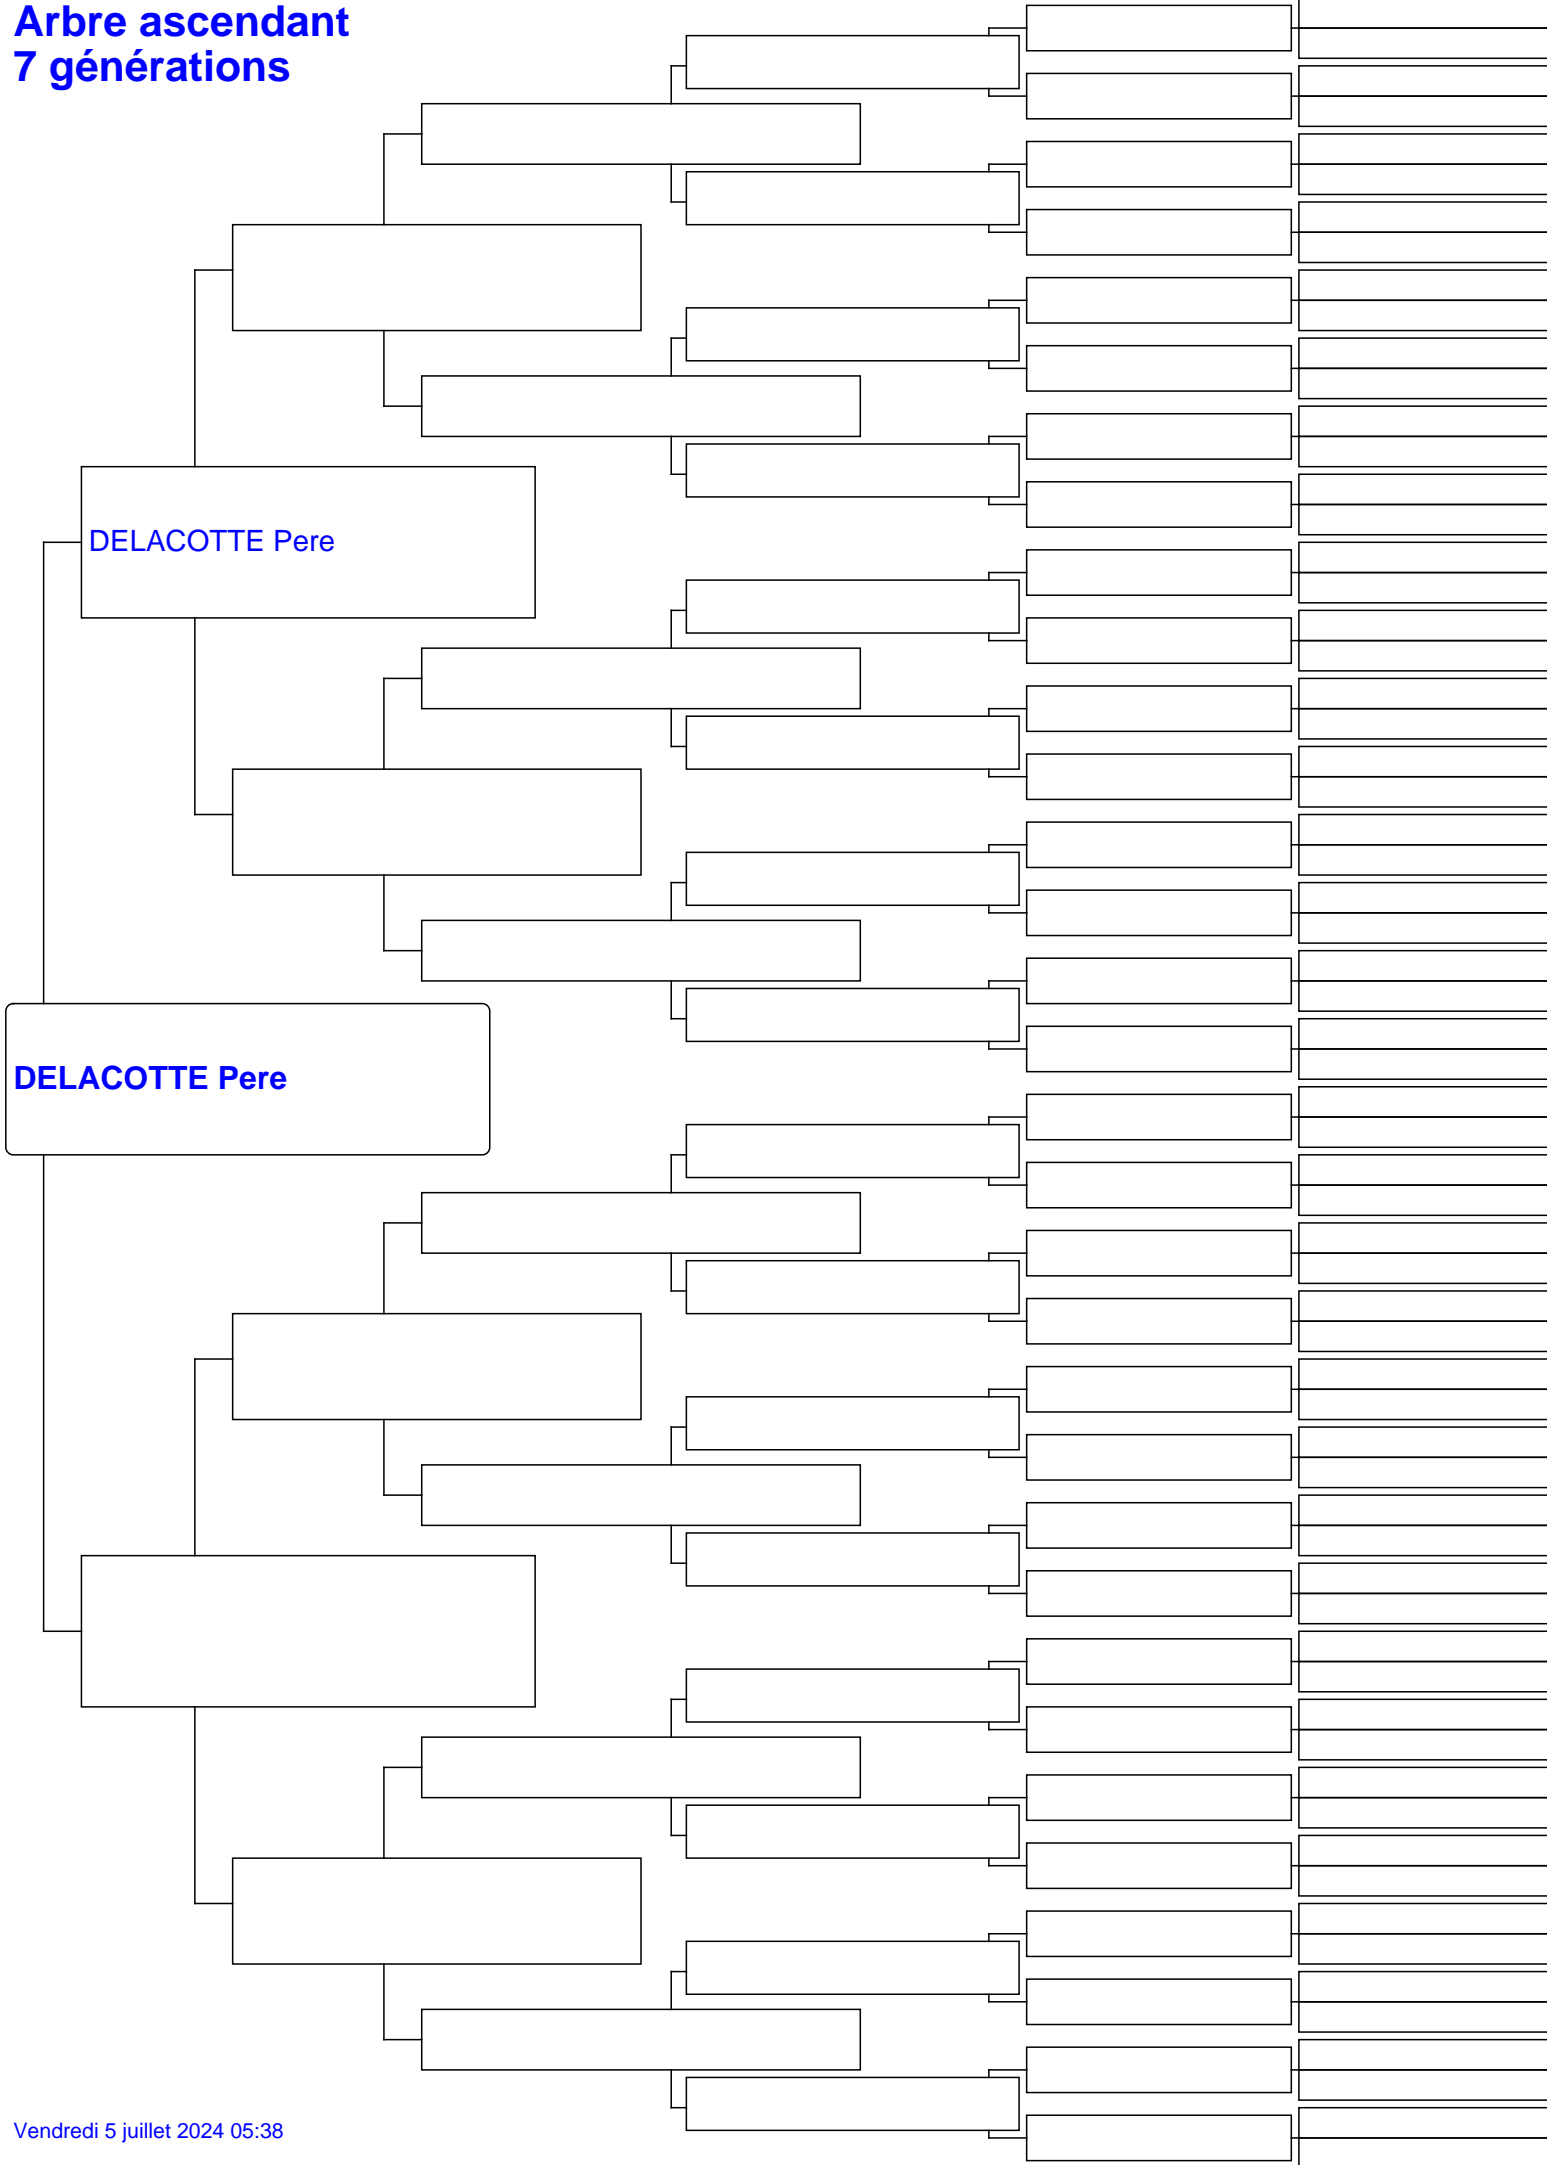 Arbre ascendant
7 générations
DELACOTTE Pere
DELACOTTE Pere
Vendredi 5 juillet 2024 05:38